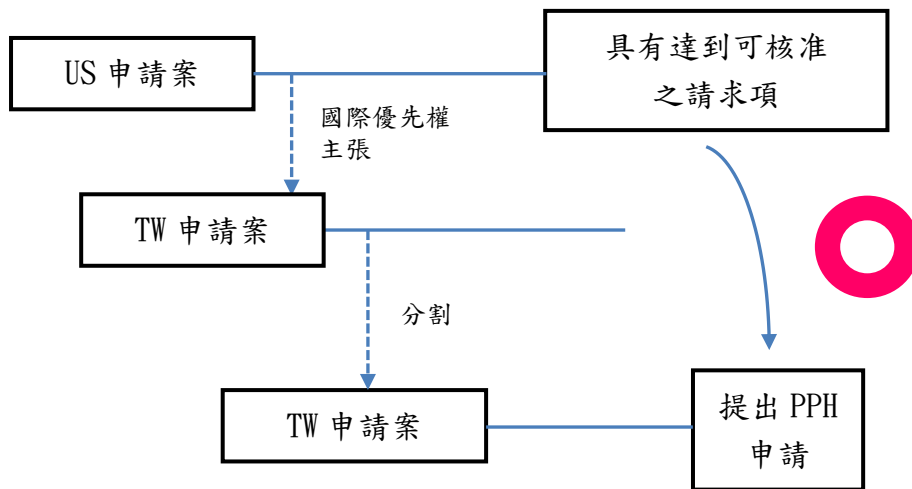 US 申請案
具有達到可核准
之請求項
國際優先權
主張
TW 申請案
分割
TW 申請案
提出 PPH
申請